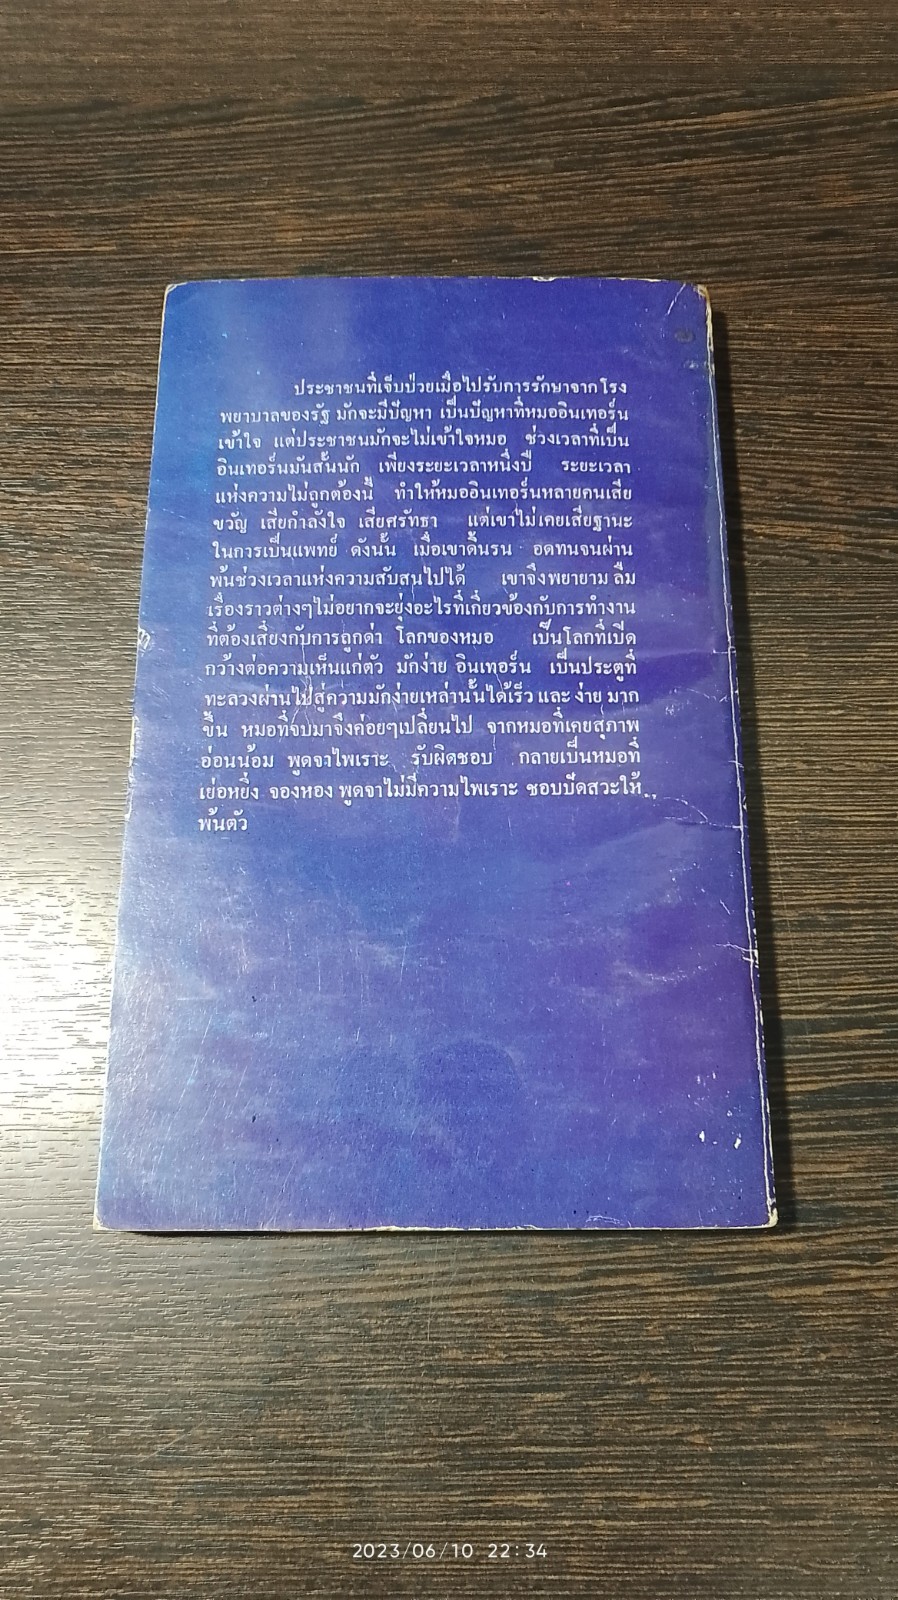 ประชาชนที่เจ็บป่วยเมื่อไปรับการรักษาจากโรง
พยาบาลของรัฐ มักจะมีปัญหา เป็นปัญหาที่หมออินเทอร์น
เข้าใจ แต่ประชาชนมักจะไม่เข้าใจหมอ ช่วงเวลาที่เป็น
อินเทอร์นมันสั้นนัก เพียงระยะเวลาหนึ่งปี ระยะเวลา
แห่งความไม่ถูกต้องนี้ ทำให้หมออินเทอร์นหลายคนเสีย
ขวัญ เสียกำลังใจ เสียศรัทธา แต่เขาไม่เคยเสียฐานะ
ในการเป็นแพทย์ ดังนั้น เมื่อเขาดิ้นรน อดทนจนผ่าน
พ้นช่วงเวลาแห่งความสับสนไปได้ เขาจึงพยายาม ลืม
เรื่องราวต่างๆไม่อยากจะยุ่งอะไรที่เกี่ยวข้องกับการทำงาน
ที่ต้องเสี่ยงกับการถูกด่า โลกของหมอ เป็นโลกที่เปิด
กว้างต่อความเห็นแก่ตัว มักง่าย อินเทอร์น เป็นประตูที่
ทะลวงผ่านไปสู่ความมักง่ายเหล่านั้นได้เร็ว และ ง่าย มาก
ขึ้น หมอที่จบมาจึงค่อยๆเปลี่ยนไป จากหมอที่เคยสุภาพ
อ่อนน้อม พูดจาไพเราะ รับผิดชอบ กลายเป็นหมอที่
เย่อหยิ่ง จองหอง พูดจาไม่มีความไพเราะ ชอบปัดสวะให้
พ้นตัว
2023/06/10 22:34